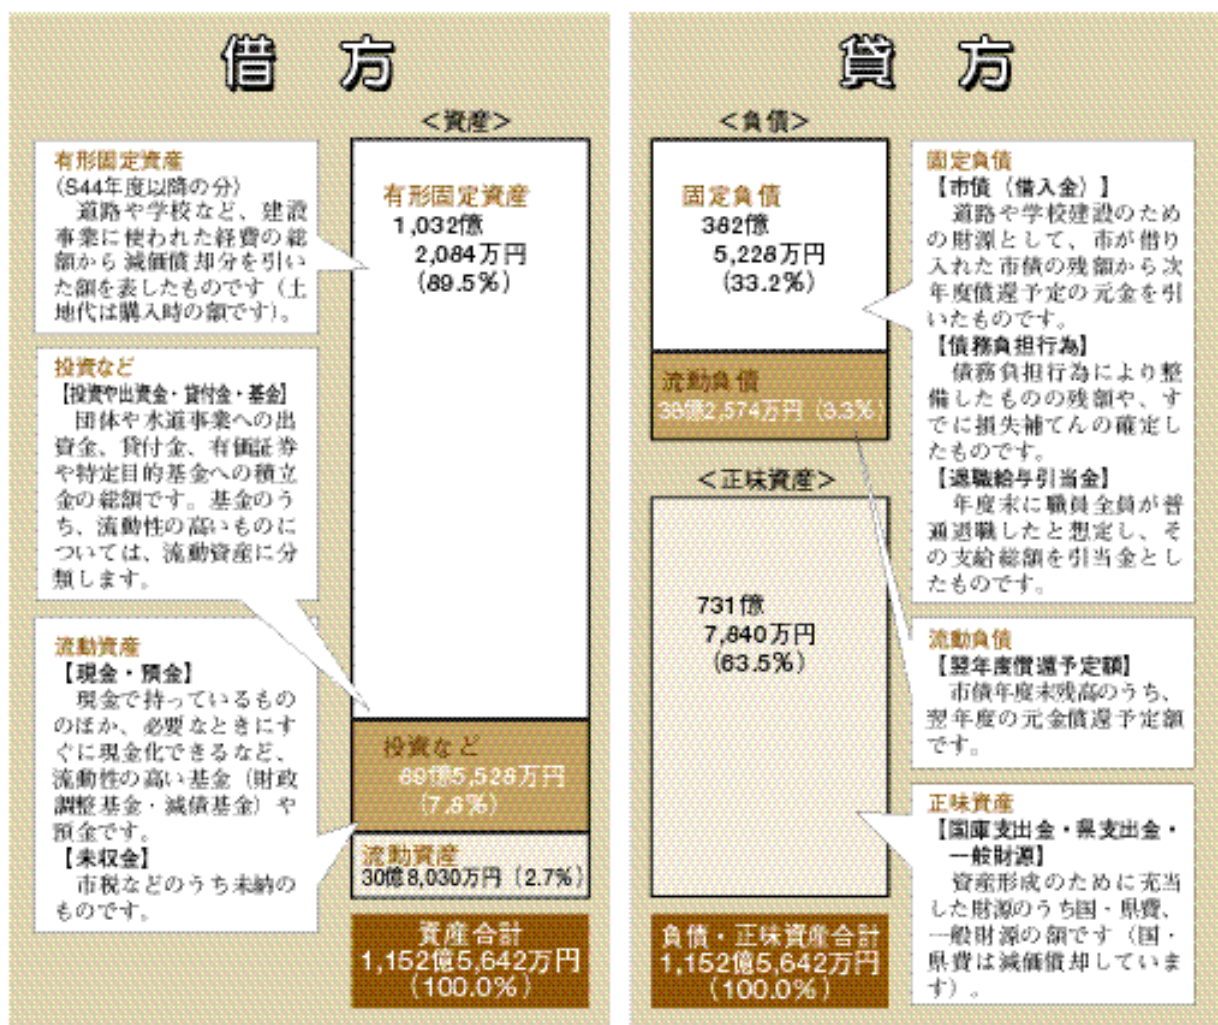 借方
<資産>
有形固定資産
(S44年度以降の分)
道路や学校など、建設
事業に使われた経費の総
額から減価償却分を引い
た額を表したものです（土
地代は購入時の額です）。
投資など
【投資や出資金・貸付金・基金】
団体や水道事業への出
資金、貸付金、有価証券
や特定目的基金への積立
金の総額です。基金のう
ち、流動性の高いものに
ついては、流動資産に分
類します。
流動資産
【現金・預金】
現金で持っているもの
のほか、必要なときにす
ぐに現金化できるなど、
流動性の高い基金（財政
調整基金・減債基金）や
預金です。
【未収金】
市税などのうち未納の
ものです。
有形固定資産
1,032億
2,084万円
(89.5%)
投資など
89億5,528万円
(7.8%)
流動資産
30億8,030万円 (2.7%)
資産合計
1,152億5,642万円
(100.0%)
貸方
<負債>
固定負債
382億
5,228万円
(33.2%)
流動負債
38億2,574万円 (3.3%)
<正味資産>
731億
7,840万円
(63.5%)
負債・正味資産合計
1,152億5,642万円
(100.0%)
固定負債
【市債（借入金）】
道路や学校建設のため
の財源として、市が借り
入れた市債の残額から次
年度償還予定の元金を引
いたものです。
【債務負担行為】
債務負担行為により整
備したものの残額や、す
でに損失補てんの確定し
たものです。
【退職給与引当金】
年度末に職員全員が普
通退職したと想定し、そ
の支給総額を引当金とし
たものです。
流動負債
【翌年度償還予定額】
市債年度末残高のうち、
翌年度の元金償還予定額
です。
正味資産
【国庫支出金・県支出金・
一般財源】
資産形成のために充当
した財源のうち国・県費、
一般財源の額です（国・
県費は減価償却していま
す）。